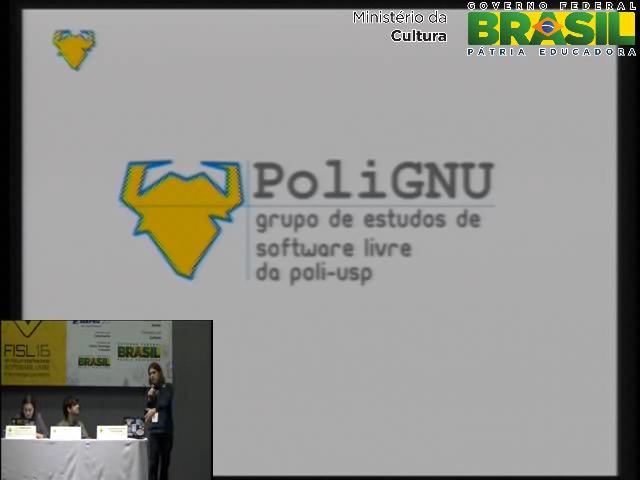 Ministério da
Cultura
GOVERNO FEDERAL
BRASIL
PÁTRIA EDUCADORA
PoliGNU
grupo de estudos de
software livre
da poli-usp
FISL16
SOFTWARE LIVRE
BRASIL
BRASIL